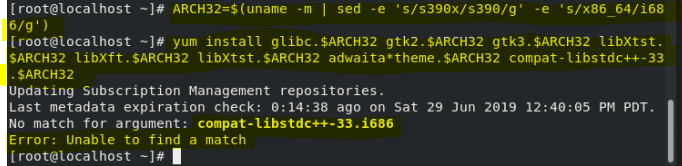 [root@localhost ~]# ARCH32=$(uname -m | sed -e 's/s390x/s390/g' -e 's/x86_64/i68
6/g')
[root@localhost ~]# yum install glibc.$ARCH32 gtk2.$ARCH32 gtk3.$ARCH32 libXtst.
$ARCH32 libXft.$ARCH32 libXtst.$ARCH32 adwaita*theme.$ARCH32 compat-libstdc++-33
.$ARCH32
Updating Subscription Management repositories.
Last metadata expiration check: 0:14:38 ago on Sat 29 Jun 2019 12:40:05 PM PDT.
No match for argument: compat-libstdc++-33.i686
Error: Unable to find a match
[root@localhost ~]#